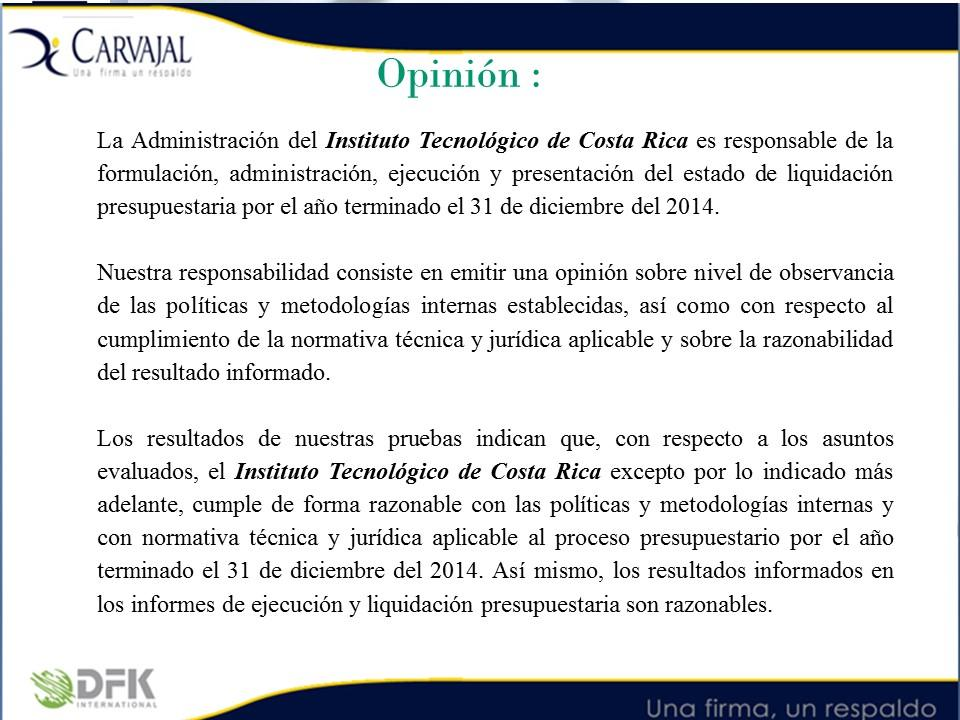 CARVAJAL
Una firma un respaldo
Opinión :
La Administración del Instituto Tecnológico de Costa Rica es responsable de la
formulación, administración, ejecución y presentación del estado de liquidación
presupuestaria por el año terminado el 31 de diciembre del 2014.
Nuestra responsabilidad consiste en emitir una opinión sobre nivel de observancia
de las políticas y metodologías internas establecidas, así como con respecto al
cumplimiento de la normativa técnica y jurídica aplicable y sobre la razonabilidad
del resultado informado.
Los resultados de nuestras pruebas indican que, con respecto a los asuntos
evaluados, el Instituto Tecnológico de Costa Rica excepto por lo indicado más
adelante, cumple de forma razonable con las políticas y metodologías internas y
con normativa técnica y jurídica aplicable al proceso presupuestario por el año
terminado el 31 de diciembre del 2014. Así mismo, los resultados informados en
los informes de ejecución y liquidación presupuestaria son razonables.
DFK
INTERNATIONAL
Una firma, un respaldo